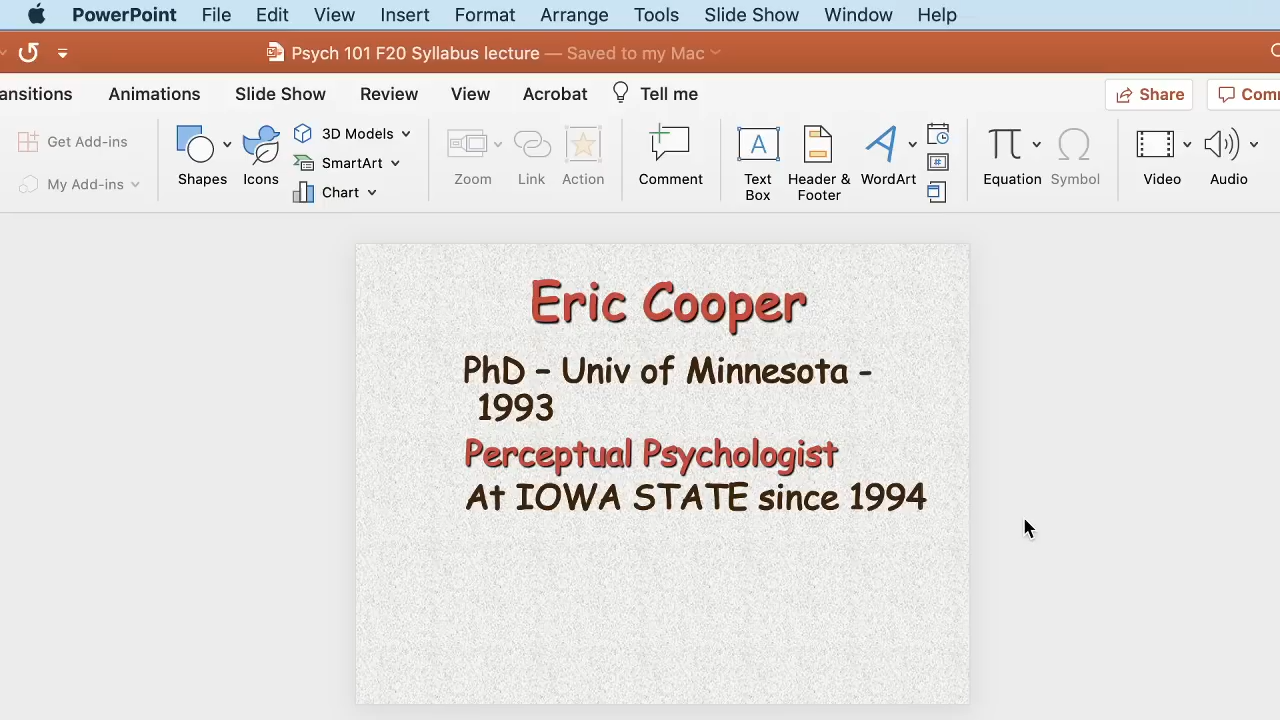 PowerPoint File Edit View Insert Format Arrange Tools Slide Show Window Help
Psych 101 F20 Syllabus lecture — Saved to my Mac
ansitions Animations Slide Show Review View Acrobat Tell me Share Comm
Get Add-ins
My Add-ins
Shapes
Icons
3D Models
SmartArt
Chart
Zoom
Link
Action
Comment
Text
Box
Header &
Footer
WordArt
Equation
Symbol
Video
Audio
Eric Cooper
PhD – Univ of Minnesota -
1993
Perceptual Psychologist
At IOWA STATE since 1994